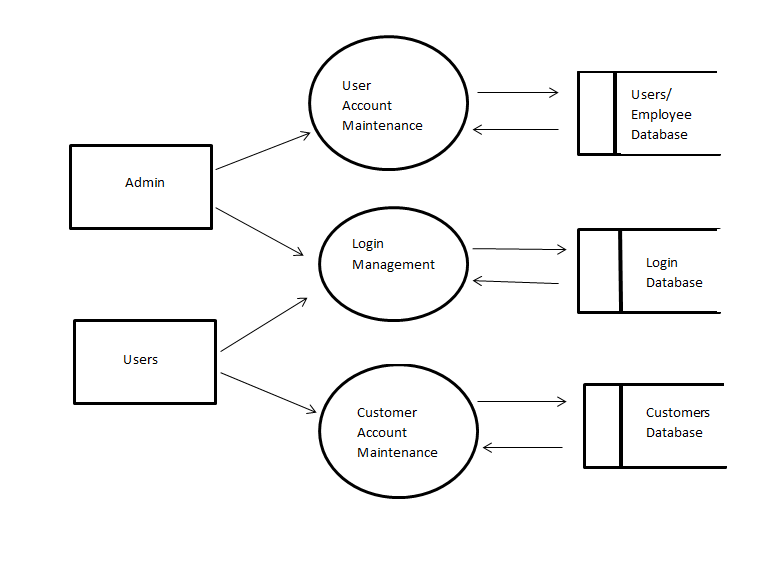 User
Account
Maintenance
Users/
Employee
Database
Admin
Login
Management
Login
Database
Users
Customer
Account
Maintenance
Customers
Database